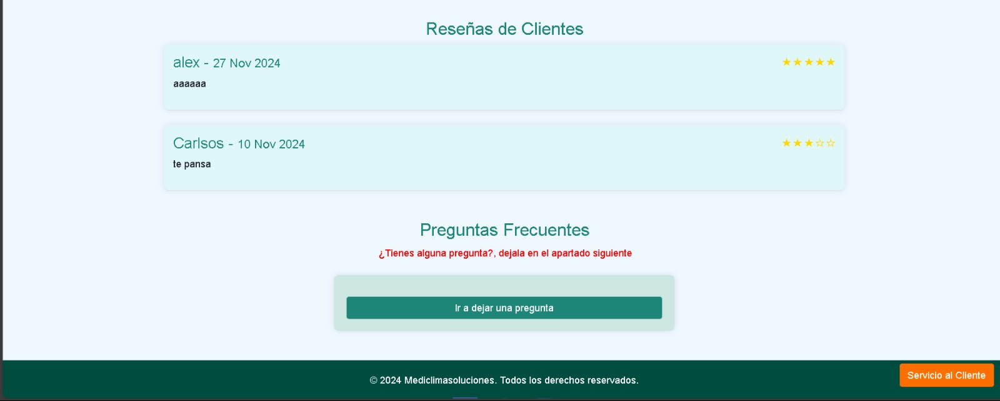 Reseñas de Clientes
alex - 27 Nov 2024 ★★★★★
aaaaaa
Carlsos - 10 Nov 2024 ★★★☆☆
te pansa
Preguntas Frecuentes
¿Tienes alguna pregunta?, dejala en el apartado siguiente
Ir a dejar una pregunta
© 2024 Mediclimasoluciones. Todos los derechos reservados.
Servicio al Cliente